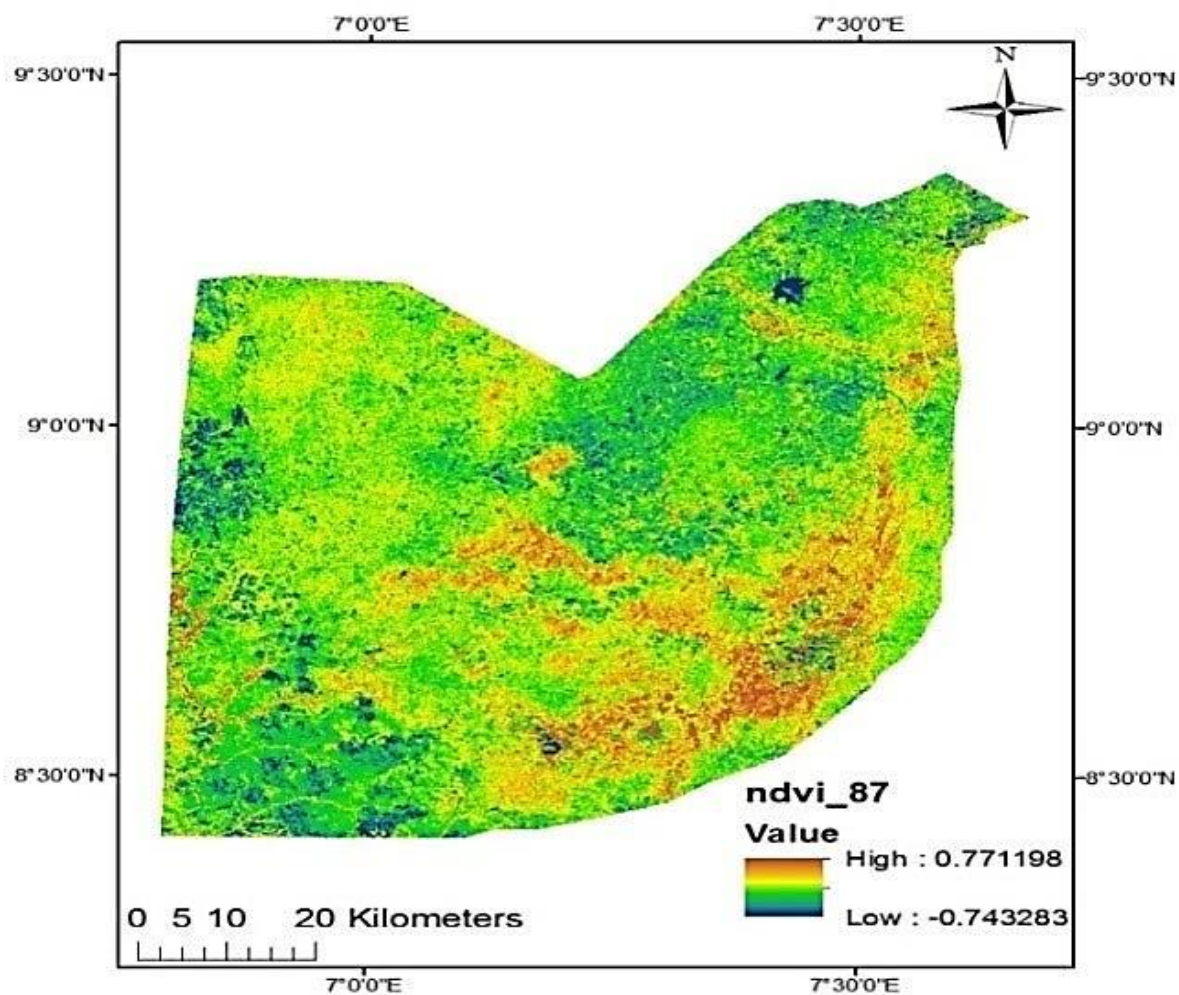 7°0'0"E 7°30'0"E
N
9°30'0"N 9°30'0"N
9°0'0"N 9°0'0"N
8°30'0"N 8°30'0"N
ndvi_87
Value
High : 0.771198
Low : -0.743283
0 5 10 20 Kilometers
7°0'0"E 7°30'0"E